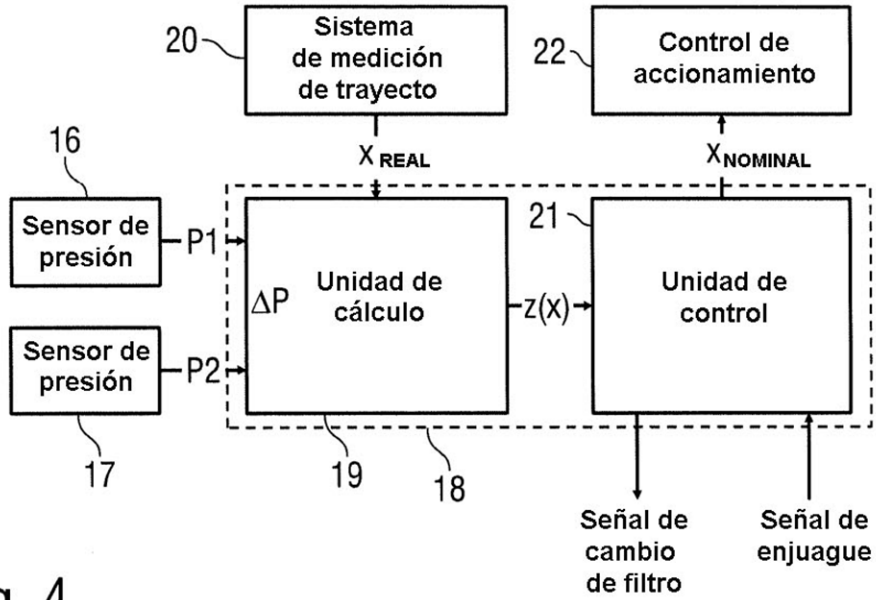 20
Sistema
de medición
de trayecto
22
Control de
accionamiento
16
X REAL
X NOMINAL
Sensor de
presión
P1
21
ΔP
Unidad de
cálculo
z(x)
Unidad de
control
Sensor de
presión
P2
17
19
18
Señal de
cambio
de filtro
Señal de
enjuague
4